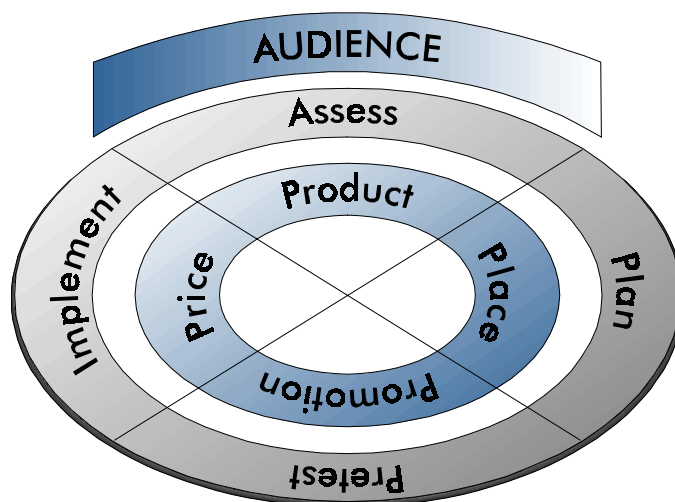 AUDIENCE
Assess
Product
Implement
Price
Place
Plan
Promotion
Pretest